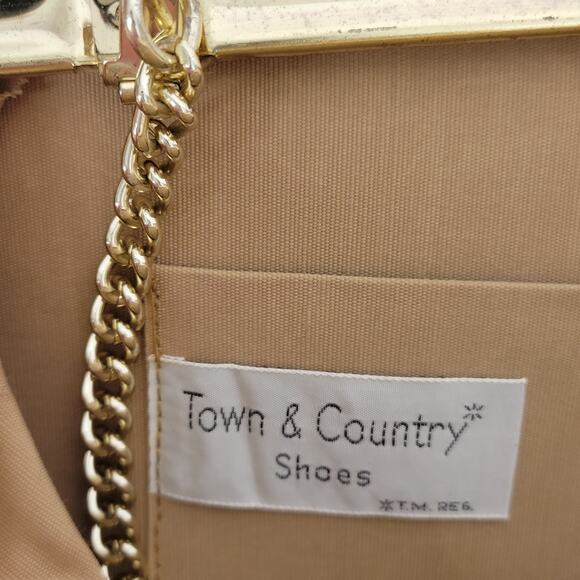 Town & Country*
Shoes
*T.M. REG.